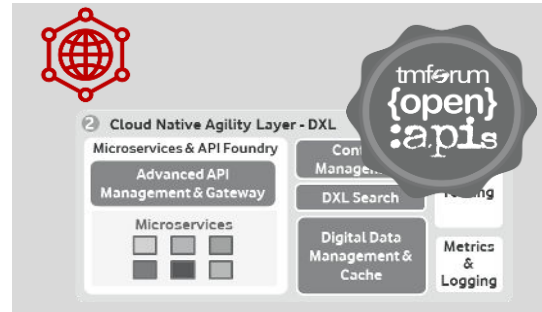 tmforum
{open}
:apis
2 Cloud Native Agility Layer - DXL
Microservices & API Foundry
Advanced API
Management & Gateway
Microservices
DXL Search
Digital Data
Management &
Cache
Metrics
&
Logging